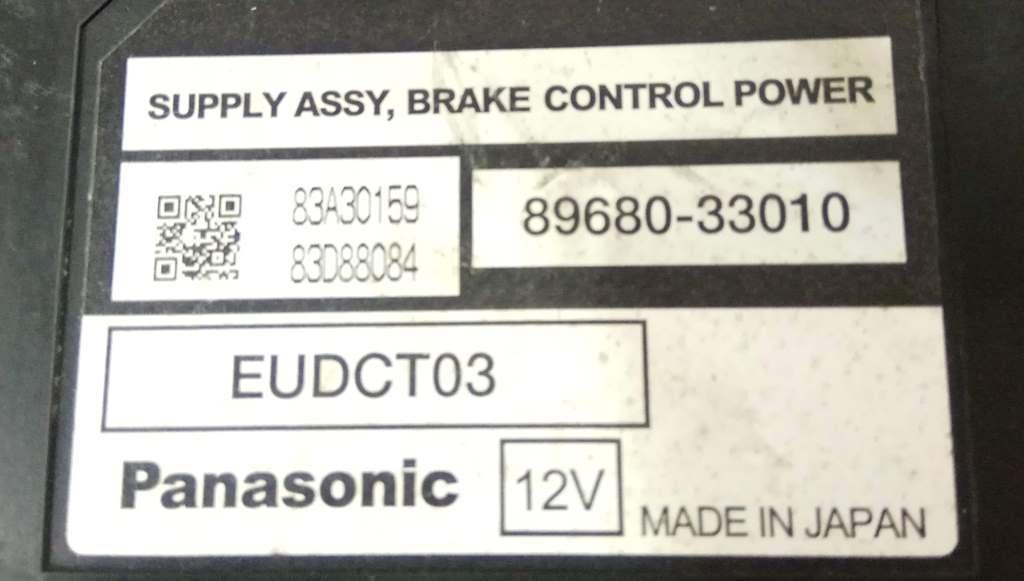 SUPPLY ASSY, BRAKE CONTROL POWER
83A30159
83D88084
89680-33010
EUDCT03
Panasonic
12V
MADE IN JAPAN